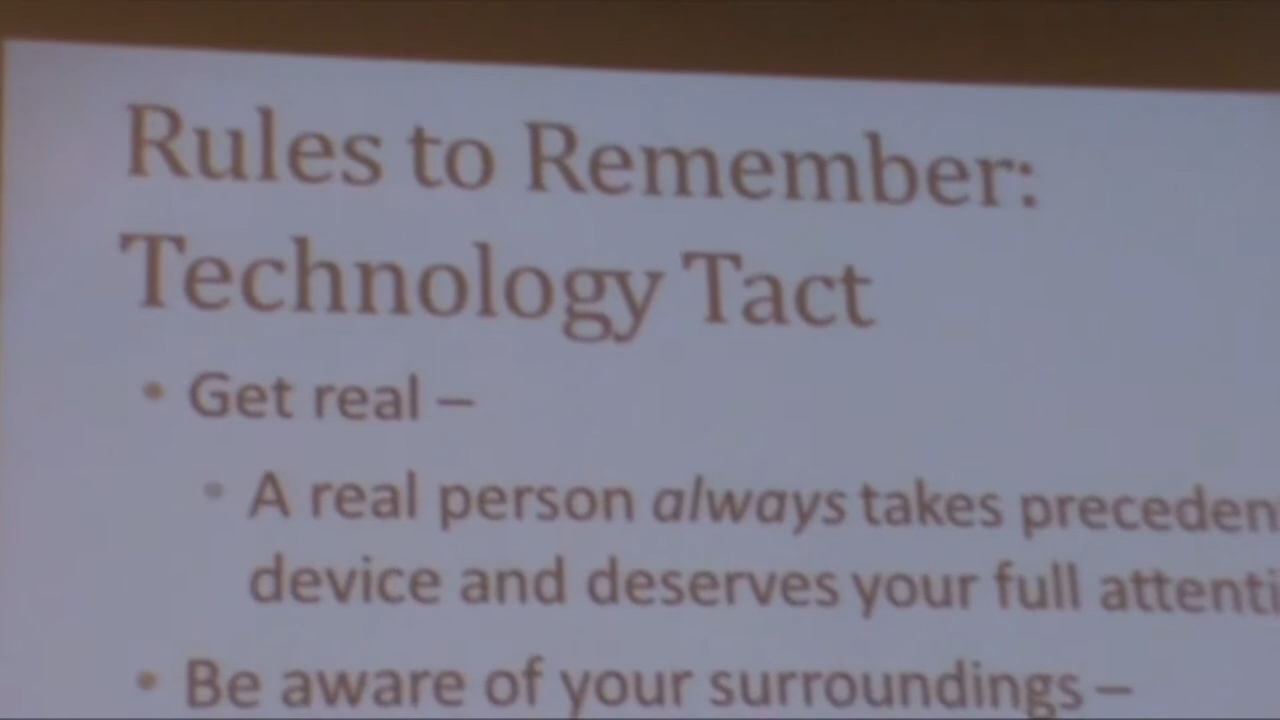 Rules to Remember:
Technology Tact
• Get real –
• A real person always takes preceden
device and deserves your full attenti
• Be aware of your surroundings –